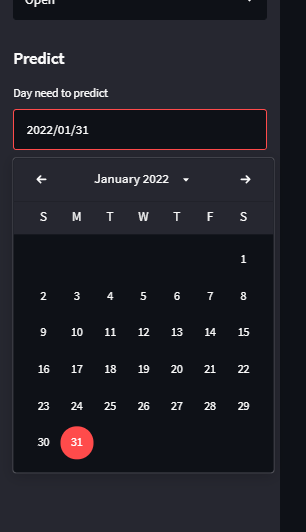 Open
Predict
Day need to predict
2022/01/31
January 2022
S M T W T F S
1
2 3 4 5 6 7 8
9 10 11 12 13 14 15
16 17 18 19 20 21 22
23 24 25 26 27 28 29
30 31